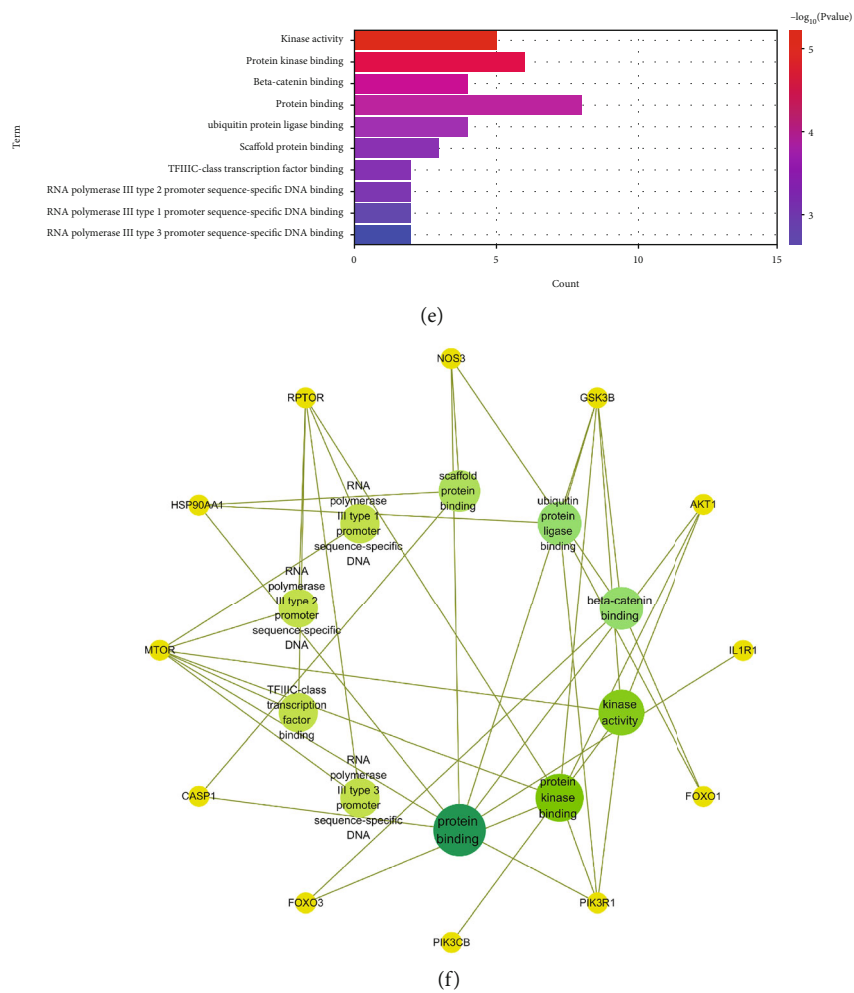 −log10(Pvalue)
Kinase activity
Protein kinase binding
Beta-catenin binding
Protein binding
ubiquitin protein ligase binding
Scaffold protein binding
TFIIIC-class transcription factor binding
RNA polymerase III type 2 promoter sequence-specific DNA binding
RNA polymerase III type 1 promoter sequence-specific DNA binding
RNA polymerase III type 3 promoter sequence-specific DNA binding
Term
0
5
10
15
Count
5
4
3
(e)
NOS3
RPTOR
GSK3B
HSP90AA1
AKT1
scaffold
protein
binding
RNA
polymerase
III type 1
promoter
sequence-specific
DNA
ubiquitin
protein
ligase
binding
RNA
polymerase
III type 2
promoter
sequence-specific
DNA
beta-catenin
binding
MTOR
IL1R1
TFIIIC-class
transcription
factor
binding
kinase
activity
RNA
polymerase
III type 3
promoter
sequence-specific
DNA
protein
kinase
binding
protein
binding
CASP1
FOXO1
FOXO3
PIK3R1
PIK3CB
(f)